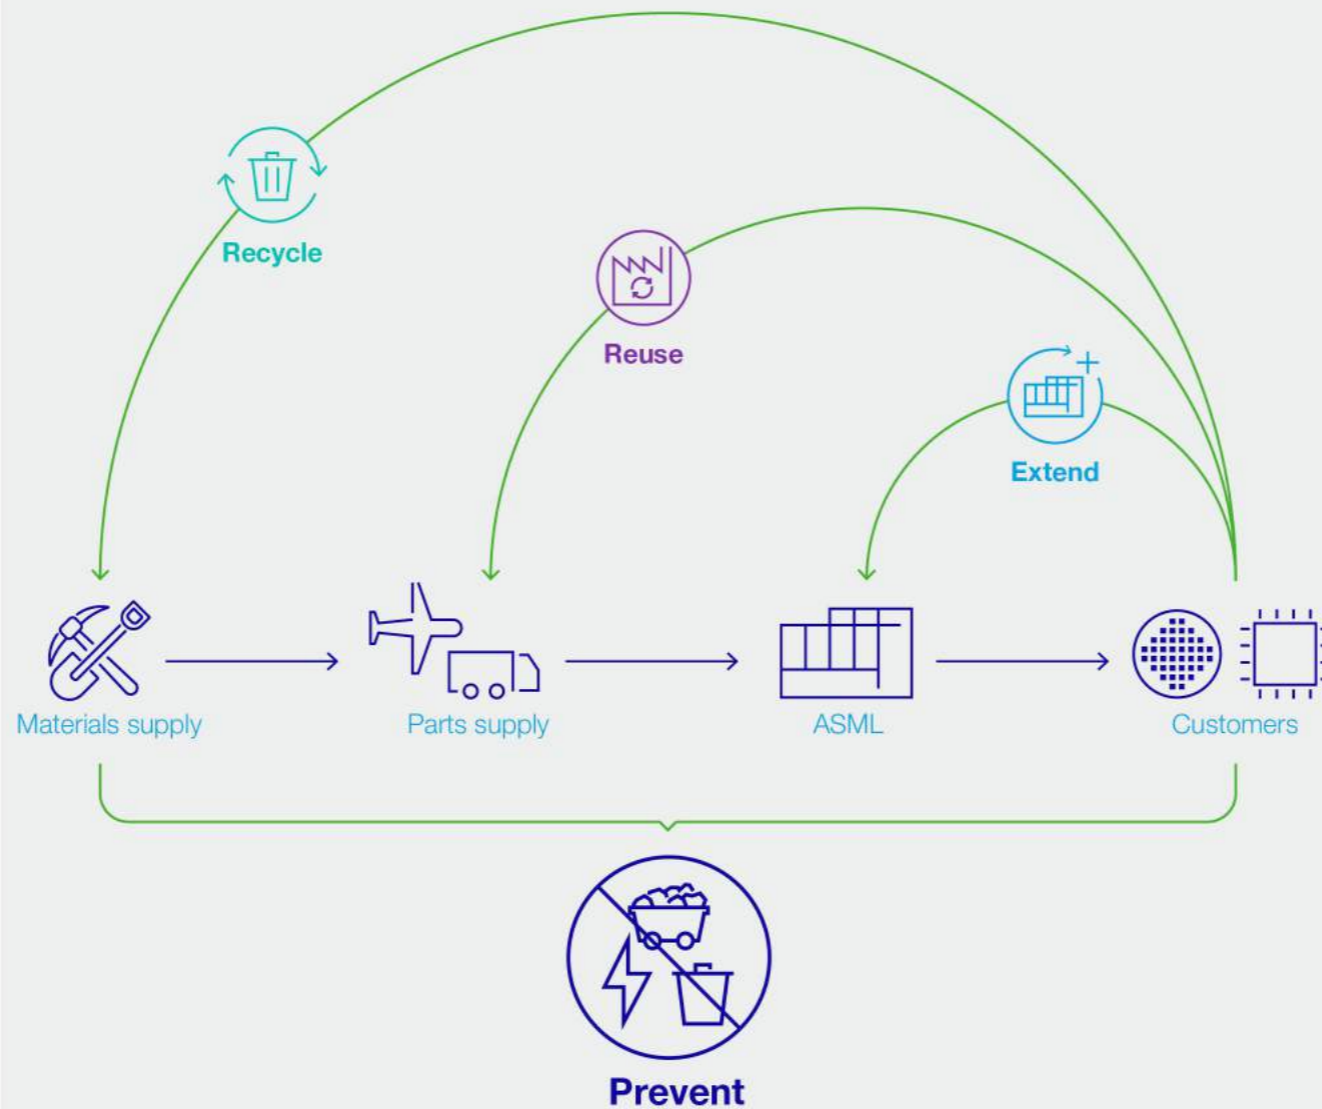 Recycle
Reuse
Extend
Materials supply
Parts supply
ASML
Customers
Prevent